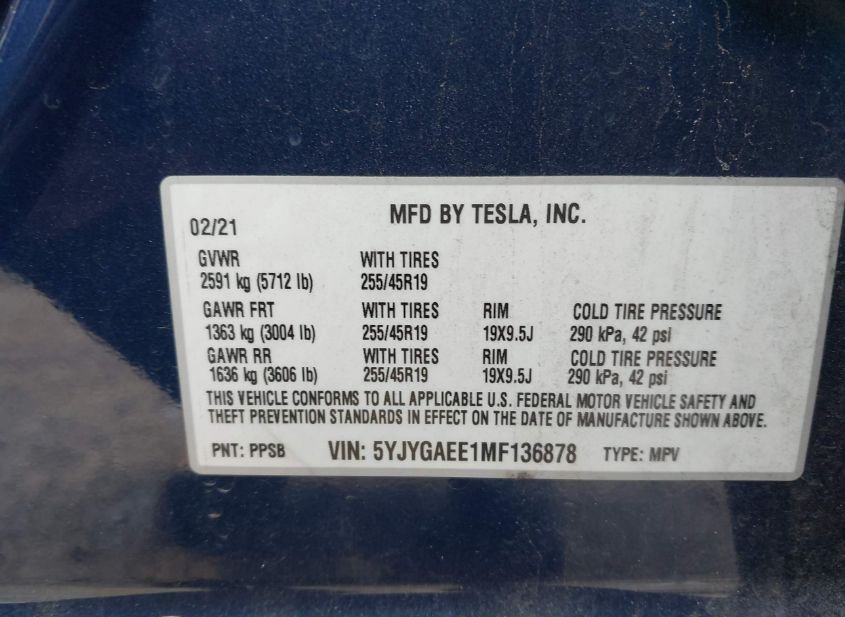 MFD BY TESLA, INC.
02/21
GVWR WITH TIRES
2591 kg (5712 lb) 255/45R19
GAWR FRT WITH TIRES RIM COLD TIRE PRESSURE
1363 kg (3004 lb) 255/45R19 19X9.5J 290 kPa, 42 psi
GAWR RR WITH TIRES RIM COLD TIRE PRESSURE
1636 kg (3606 lb) 255/45R19 19X9.5J 290 kPa, 42 psi
THIS VEHICLE CONFORMS TO ALL APPLICABLE U.S. FEDERAL MOTOR VEHICLE SAFETY AND
THEFT PREVENTION STANDARDS IN EFFECT ON THE DATE OF MANUFACTURE SHOWN ABOVE.
PNT: PPSB VIN: 5YJYGAEE1MF136878 TYPE: MPV